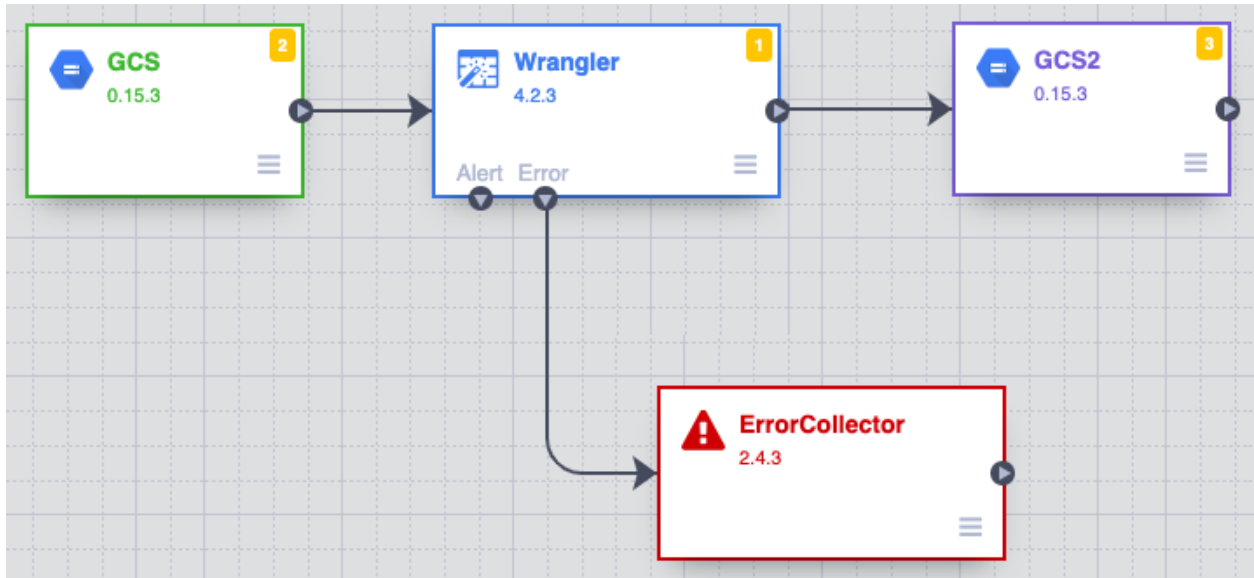 GCS
2
0.15.3
Wrangler
1
4.2.3
Alert Error
GCS2
3
0.15.3
ErrorCollector
2.4.3